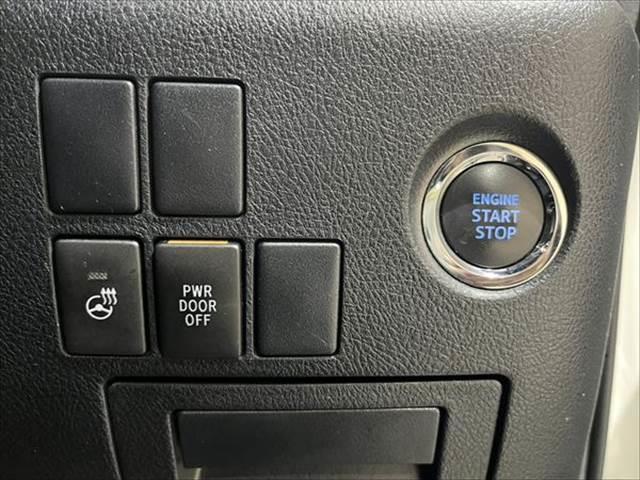 ENGINE
START
STOP
PWR
DOOR
OFF